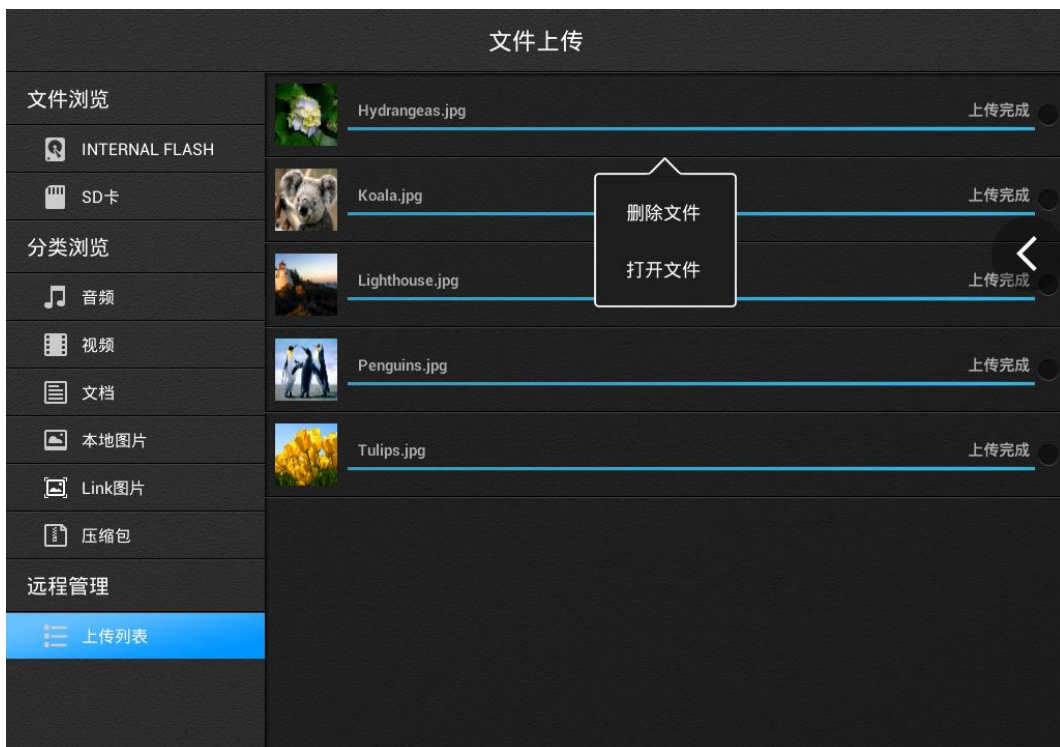 文件上传
文件浏览
INTERNAL FLASH
SD卡
分类浏览
音频
视频
文档
本地图片
Link图片
压缩包
远程管理
上传列表
Hydrangeas.jpg 上传完成
Koala.jpg 上传完成
Lighthouse.jpg 上传完成
Penguins.jpg 上传完成
Tulips.jpg 上传完成
删除文件
打开文件